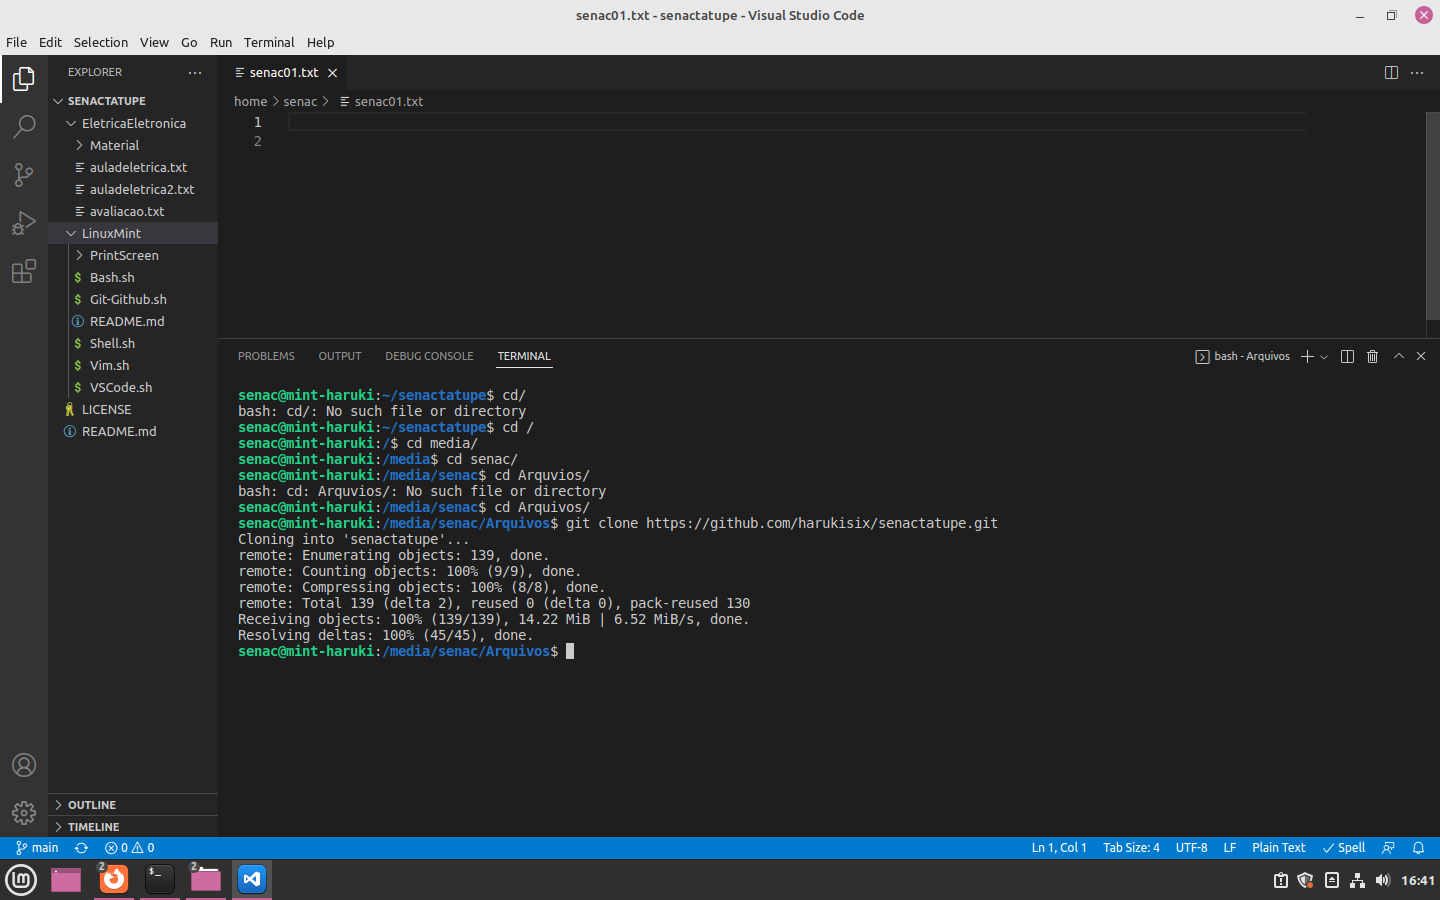 senac01.txt - senactatupe - Visual Studio Code
File Edit Selection View Go Run Terminal Help
EXPLORER
SENACTATUPE
EletricaEletronica
Material
auladeletrica.txt
auladeletrica2.txt
avaliacao.txt
LinuxMint
PrintScreen
Bash.sh
Git-Github.sh
README.md
Shell.sh
Vim.sh
VSCode.sh
LICENSE
README.md
OUTLINE
TIMELINE
senac01.txt
home > senac > senac01.txt
1
2
PROBLEMS OUTPUT DEBUG CONSOLE TERMINAL
bash - Arquivos
senac@mint-haruki:~/senactatupe$ cd/
bash: cd/: No such file or directory
senac@mint-haruki:~/senactatupe$ cd /
senac@mint-haruki:/$ cd media/
senac@mint-haruki:/media$ cd senac/
senac@mint-haruki:/media/senac$ cd Arquvios/
bash: cd: Arquvios/: No such file or directory
senac@mint-haruki:/media/senac$ cd Arquivos/
senac@mint-haruki:/media/senac/Arquivos$ git clone https://github.com/harukisix/senactatupe.git
Cloning into 'senactatupe'...
remote: Enumerating objects: 139, done.
remote: Counting objects: 100% (9/9), done.
remote: Compressing objects: 100% (8/8), done.
remote: Total 139 (delta 2), reused 0 (delta 0), pack-reused 130
Receiving objects: 100% (139/139), 14.22 MiB | 6.52 MiB/s, done.
Resolving deltas: 100% (45/45), done.
senac@mint-haruki:/media/senac/Arquivos$
main 0 0
Ln 1, Col 1 Tab Size: 4 UTF-8 LF Plain Text Spell
2 $_ 2
16:41